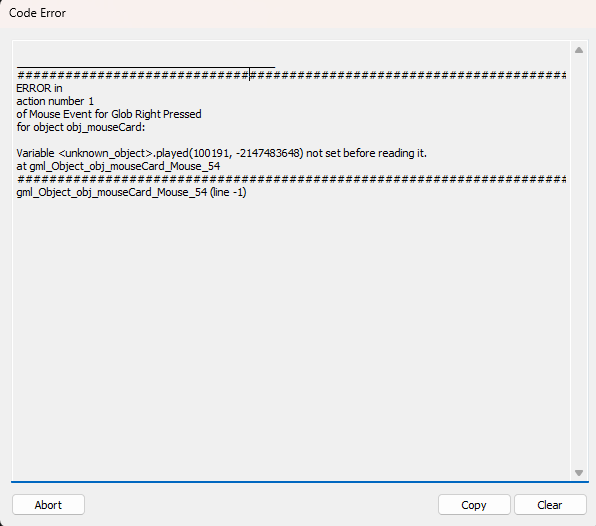 Code Error
___________________________________________
#####################################################################
ERROR in
action number 1
of Mouse Event for Glob Right Pressed
for object obj_mouseCard:
Variable <unknown_object>.played(100191, -2147483648) not set before reading it.
at gml_Object_obj_mouseCard_Mouse_54
#####################################################################
gml_Object_obj_mouseCard_Mouse_54 (line -1)
Abort
Copy
Clear